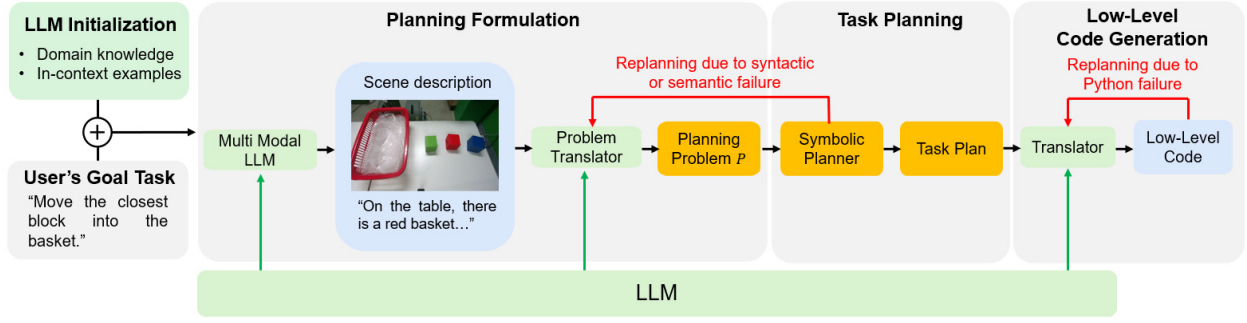 LLM Initialization
• Domain knowledge
• In-context examples
User's Goal Task
“Move the closest
block into the
basket.”
Planning Formulation
Multi Modal
LLM
Scene description
“On the table, there
is a red basket…”
Replanning due to syntactic
or semantic failure
Problem
Translator
Planning
Problem P
Task Planning
Symbolic
Planner
Task Plan
Low-Level
Code Generation
Replanning due to
Python failure
Translator
Low-Level
Code
LLM